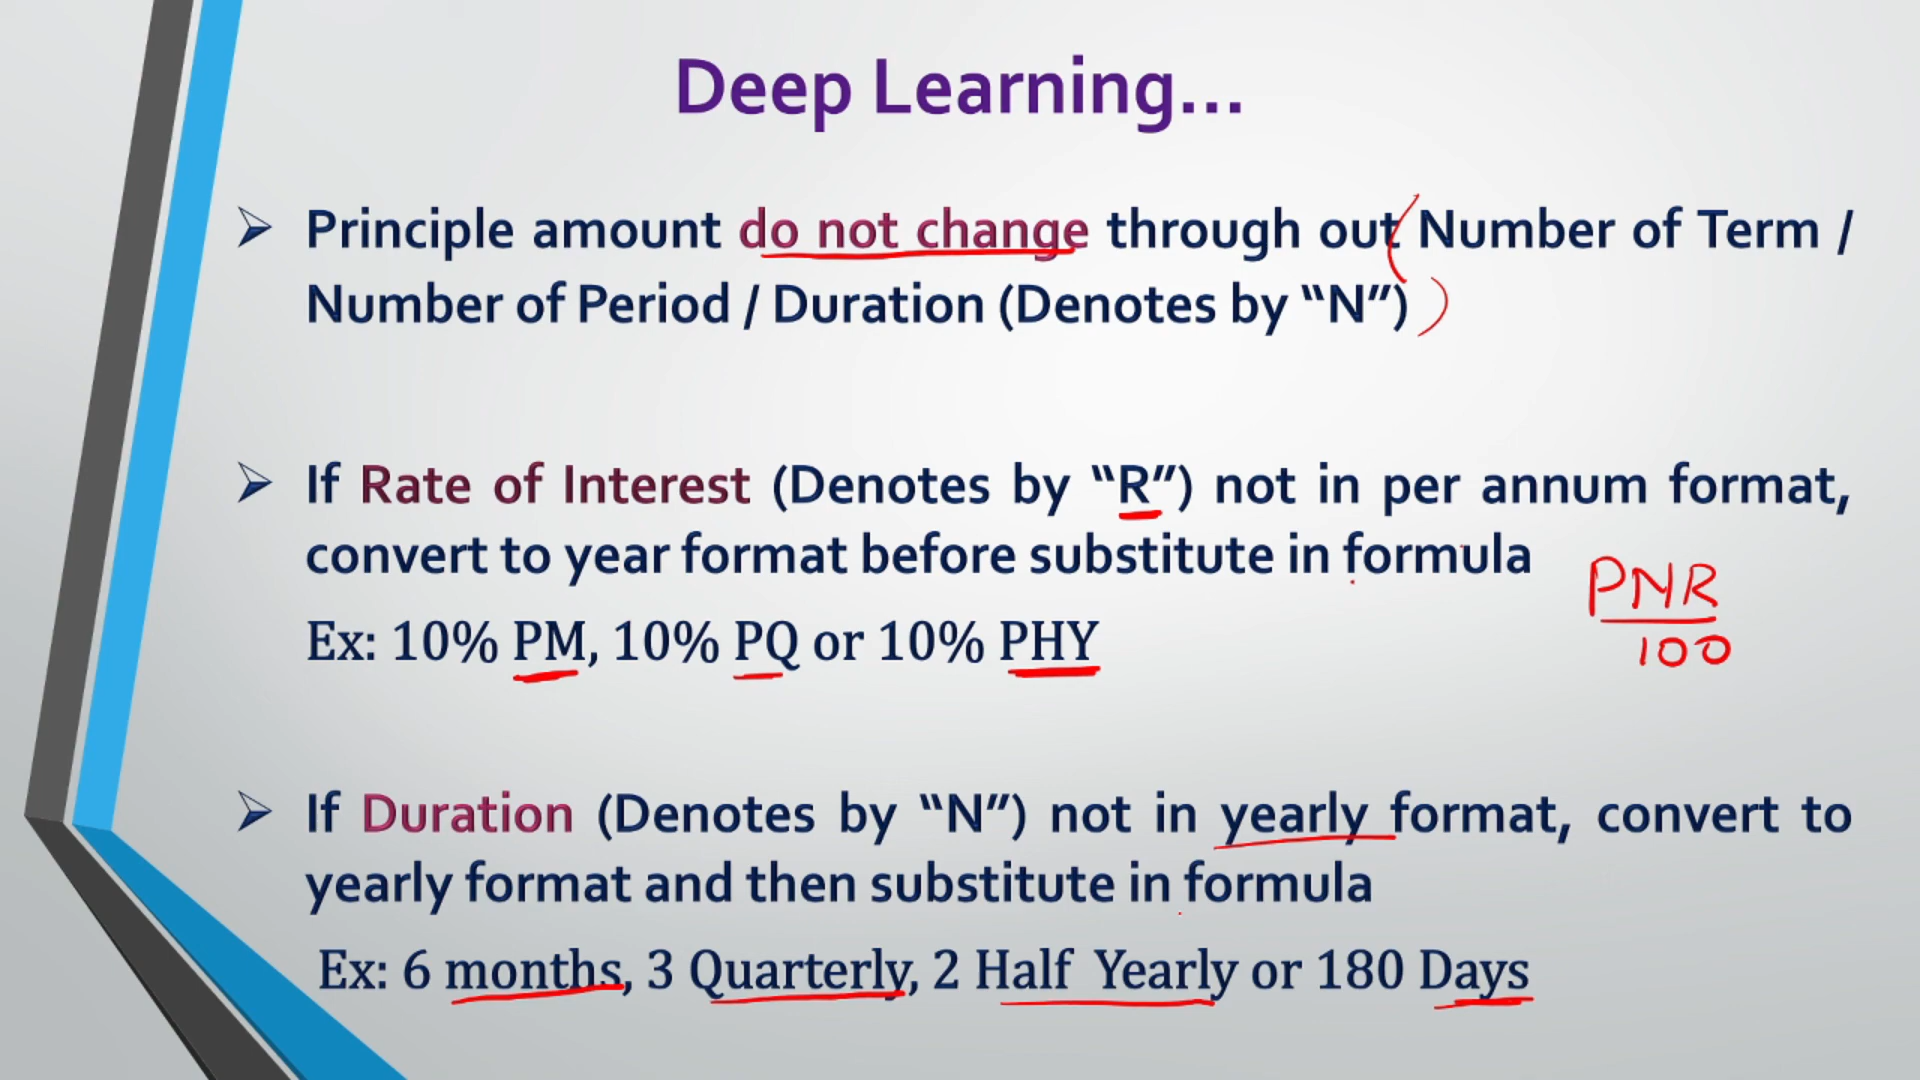 Deep Learning...
Principle amount do not change through out Number of Term /
Number of Period / Duration (Denotes by “N”)
If Rate of Interest (Denotes by “R”) not in per annum format,
convert to year format before substitute in formula
PNR
100
Ex: 10% PM, 10% PQ or 10% PHY
If Duration (Denotes by “N”) not in yearly format, convert to
yearly format and then substitute in formula
Ex: 6 months, 3 Quarterly, 2 Half Yearly or 180 Days